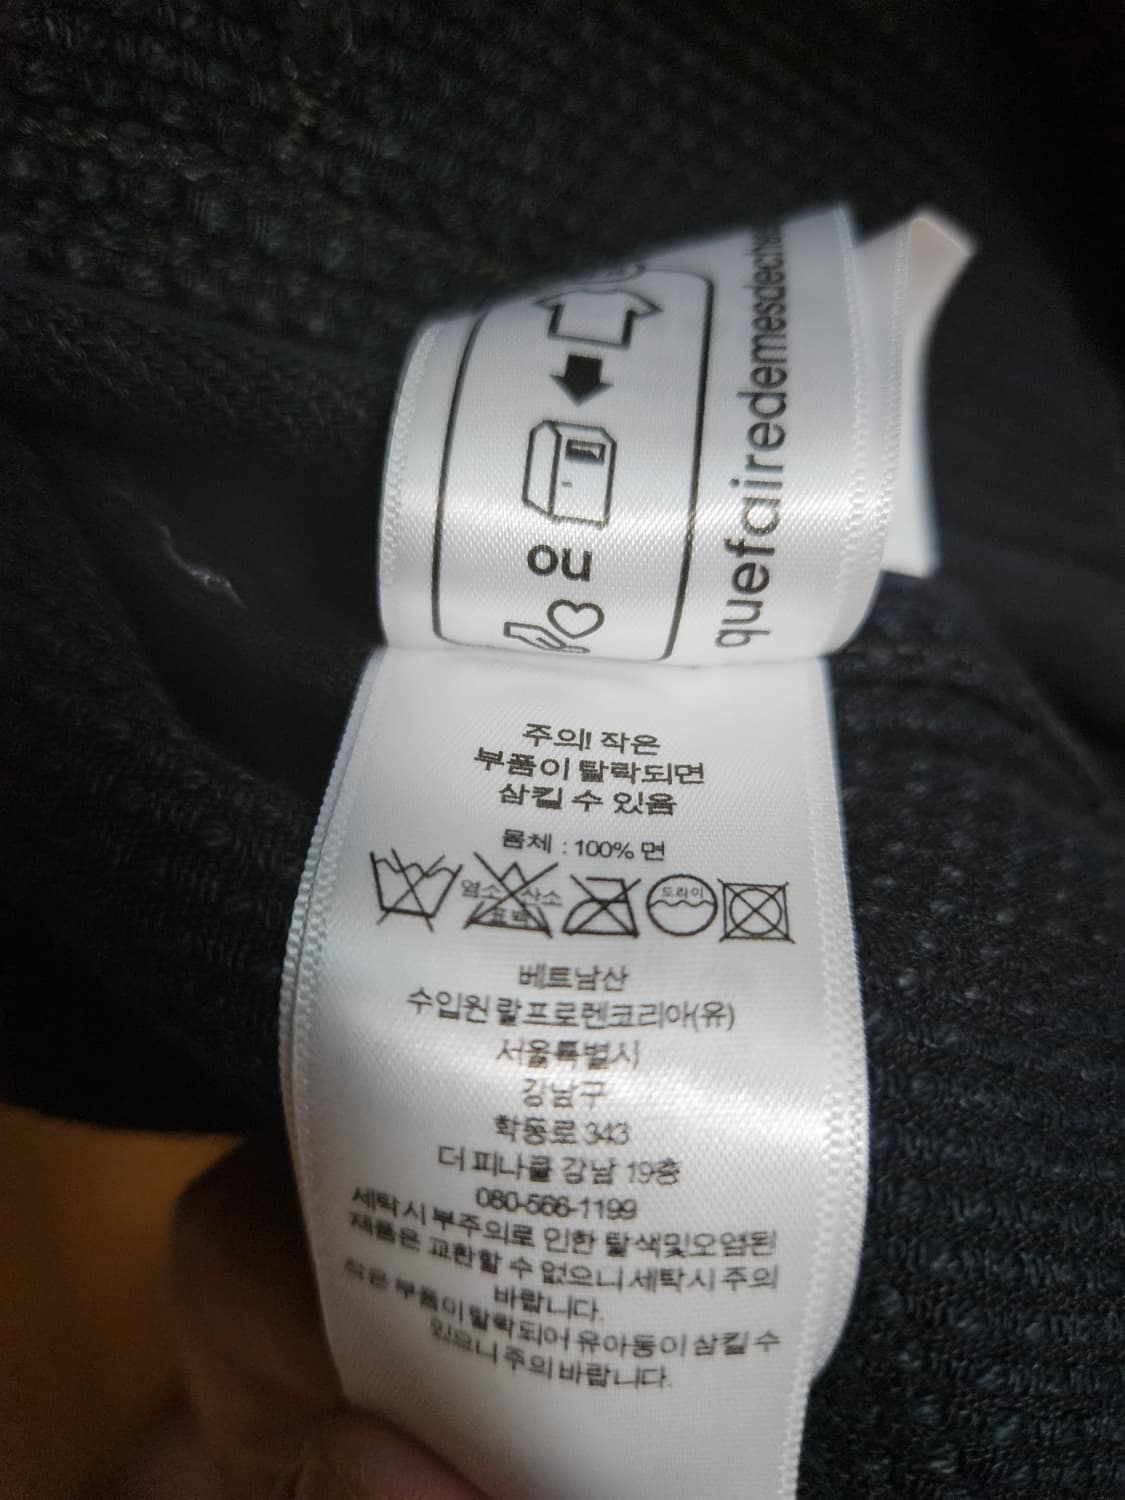 quefairedemesdeche
ou
주의! 작은
부품이 탈락되면
삼킬 수 있음
몸체 : 100% 면
염소 산소
표백
드라이
베트남산
수입원 랄프로렌코리아(유)
서울특별시
강남구
학동로 343
더 피나클 강남 19층
080-566-1199
세탁시 부주의로 인한 탈색및오염된
제품은 교환할 수 없으니 세탁시 주의
바랍니다.
작은 부품이 탈락되어 유아동이 삼킬 수
있으니 주의 바랍니다.